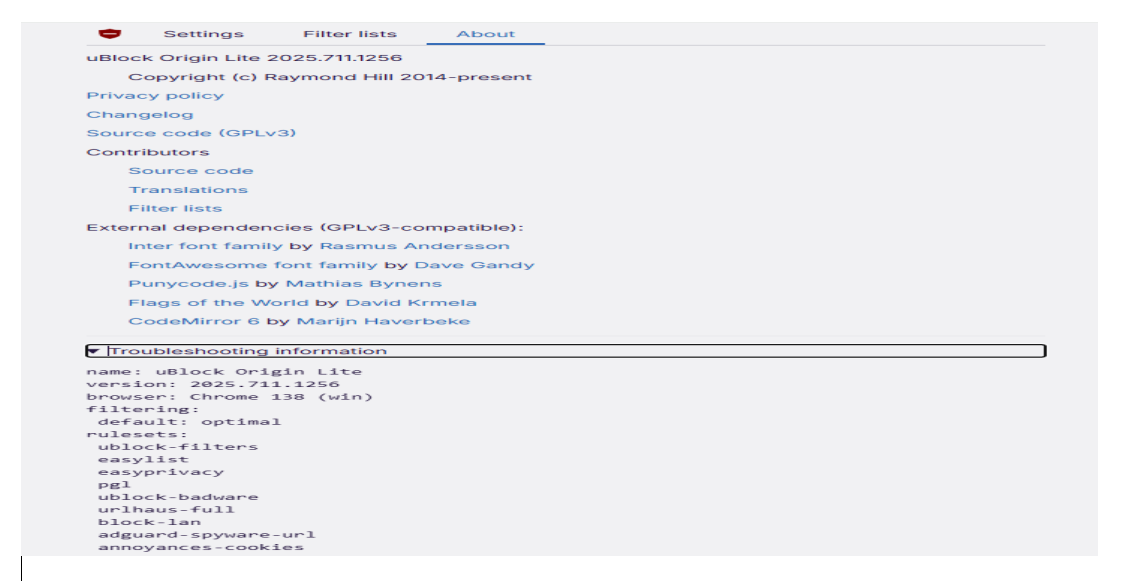 Settings Filter lists About
uBlock Origin Lite 2025.711.1256
Copyright (c) Raymond Hill 2014-present
Privacy policy
Changelog
Source code (GPLv3)
Contributors
Source code
Translations
Filter lists
External dependencies (GPLv3-compatible):
Inter font family by Rasmus Andersson
FontAwesome font family by Dave Gandy
Punycode.js by Mathias Bynens
Flags of the World by David Krmela
CodeMirror 6 by Marijn Haverbeke
Troubleshooting information
name: uBlock Origin Lite
version: 2025.711.1256
browser: Chrome 138 (win)
filtering:
default: optimal
rulesets:
ublock-filters
easylist
easyprivacy
pgl
ublock-badware
urlhaus-full
block-lan
adguard-spyware-url
annoyances-cookies